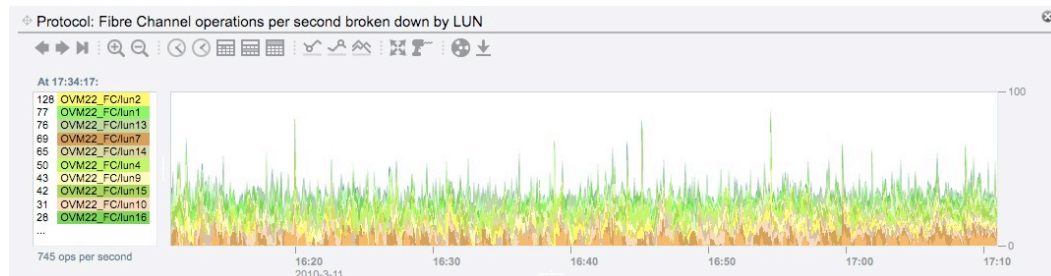 Protocol: Fibre Channel operations per second broken down by LUN
At 17:34:17:
128 OVM22_FC/lun2
77 OVM22_FC/lun1
76 OVM22_FC/lun13
69 OVM22_FC/lun7
65 OVM22_FC/lun14
50 OVM22_FC/lun4
43 OVM22_FC/lun9
42 OVM22_FC/lun15
31 OVM22_FC/lun10
28 OVM22_FC/lun16
...
745 ops per second
100
0
16:20 16:30 16:40 16:50 17:00 17:10
2010-3-11